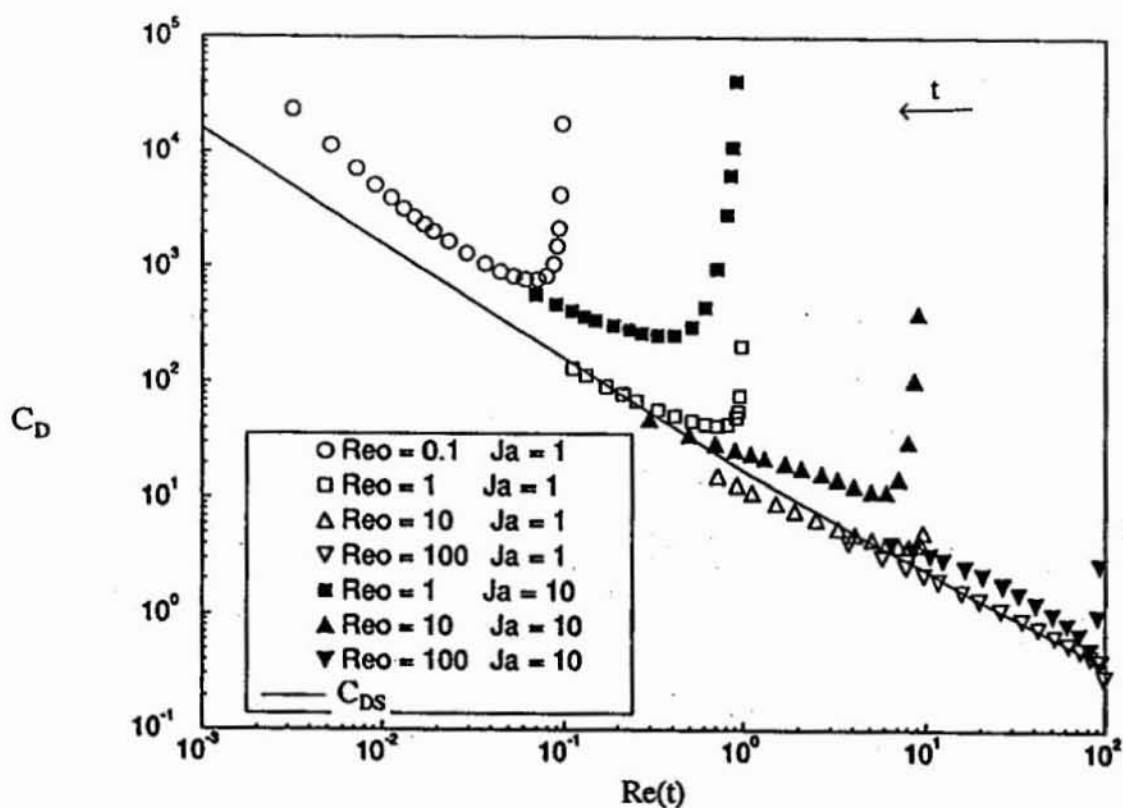 10^5
10^4
10^3
10^2
10^1
10^0
10^-1
C_D
t
Reo = 0.1 Ja = 1
Reo = 1 Ja = 1
Reo = 10 Ja = 1
Reo = 100 Ja = 1
Reo = 1 Ja = 10
Reo = 10 Ja = 10
Reo = 100 Ja = 10
C_DS
10^-3 10^-2 10^-1 10^0 10^1 10^2
Re(t)